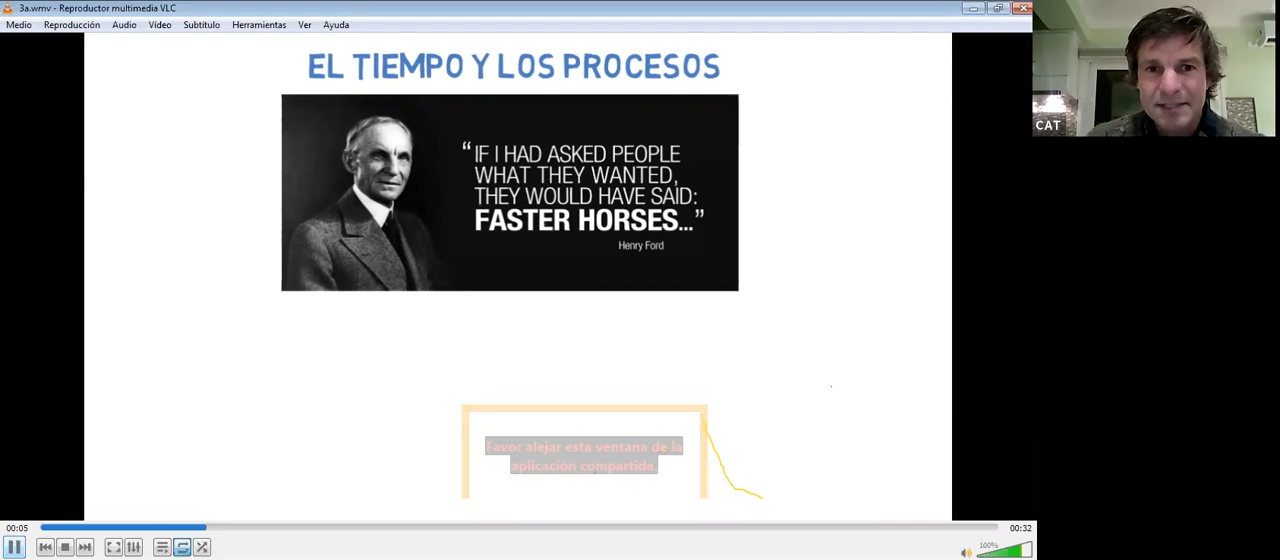 3a.wmv - Reproductor multimedia VLC
Medio Reproducción Audio Vídeo Subtítulo Herramientas Ver Ayuda
EL TIEMPO Y LOS PROCESOS
“IF I HAD ASKED PEOPLE
WHAT THEY WANTED,
THEY WOULD HAVE SAID:
FASTER HORSES...”
Henry Ford
CAT
Favor alejar esta ventana de la
aplicación compartida.
00:05
00:32
100%